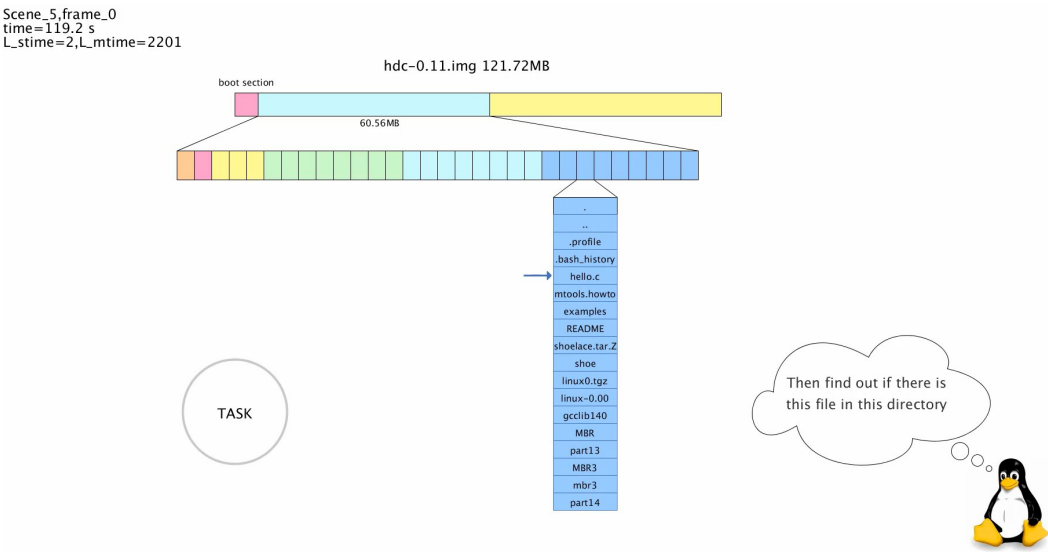 Scene_5,frame_0
time=119.2 s
L_stime=2,L_mtime=2201
hdc-0.11.img 121.72MB
boot section
60.56MB
.
..
.profile
.bash_history
hello.c
mtools.howto
examples
README
shoelace.tar.Z
shoe
linux0.tgz
linux-0.00
gcclib140
MBR
part13
MBR3
mbr3
part14
TASK
Then find out if there is
this file in this directory